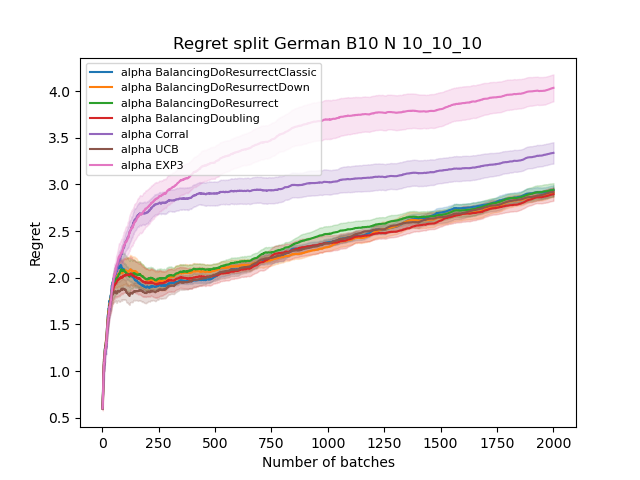 Regret split German B10 N 10_10_10
alpha BalancingDoResurrectClassic
alpha BalancingDoResurrectDown
alpha BalancingDoResurrect
alpha BalancingDoubling
alpha Corral
alpha UCB
alpha EXP3
4.0
3.5
3.0
2.5
2.0
1.5
1.0
0.5
Regret
0 250 500 750 1000 1250 1500 1750 2000
Number of batches